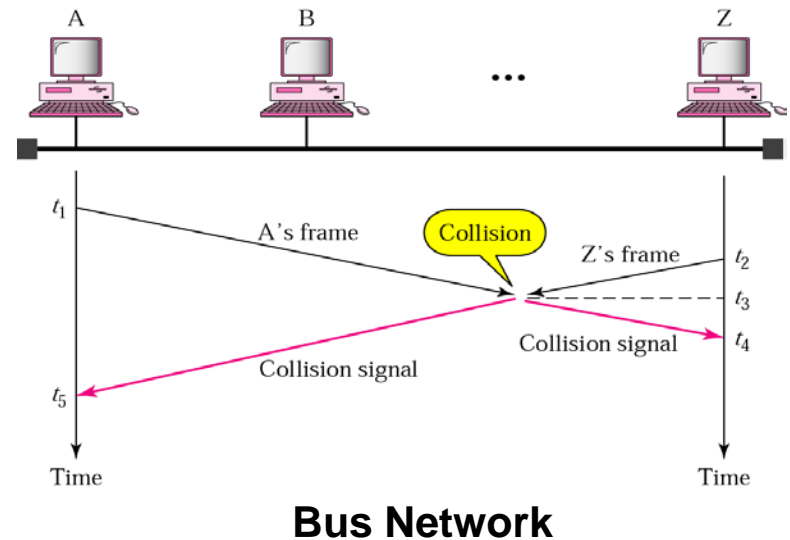 A B Z
...
t1
A's frame
Collision
Z's frame
t2
t3
Collision signal
Collision signal
t4
t5
Time
Time
Bus Network